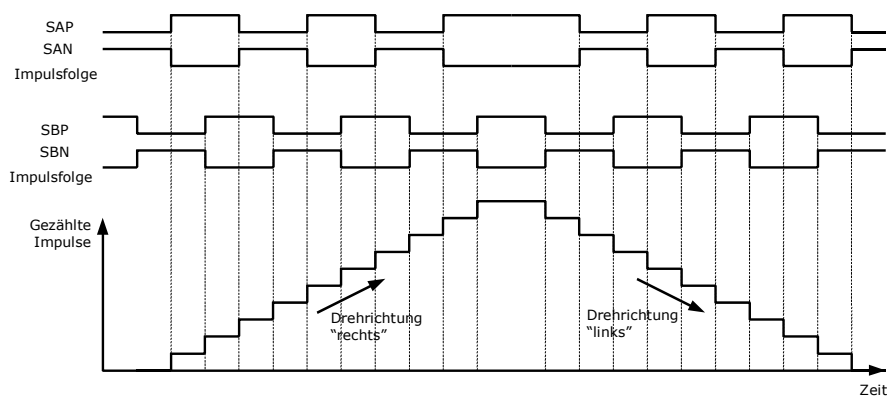 SAP
SAN
Impulsfolge
SBP
SBN
Impulsfolge
Gezählte
Impulse
Drehrichtung
"rechts"
Drehrichtung
"links"
Zeit